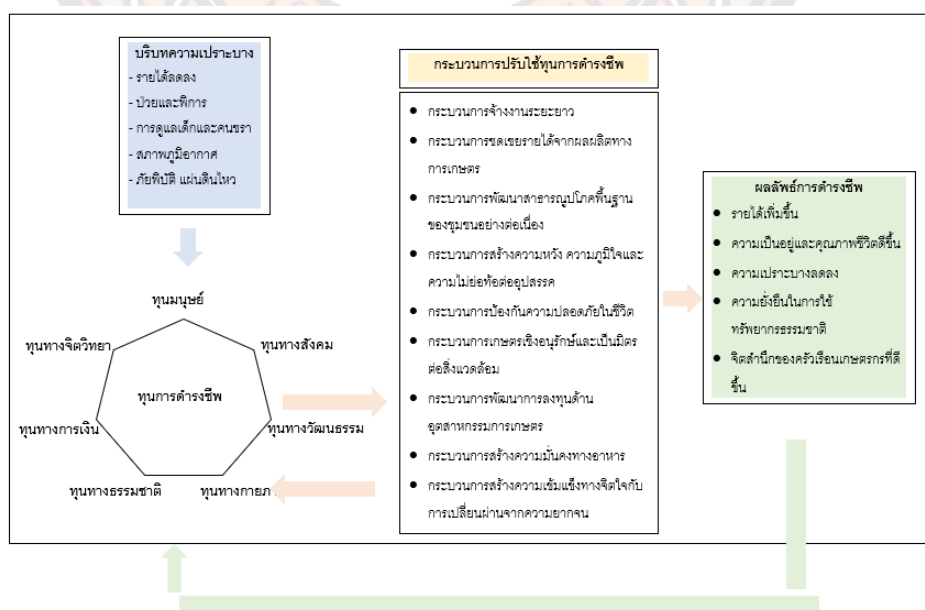 บริบทความเปราะบาง
- รายได้ลดลง
- ป่วยและพิการ
- การดูแลเด็กและคนชรา
- สภาพภูมิอากาศ
- ภัยพิบัติ แผ่นดินไหว
ทุนมนุษย์
ทุนทางจิตวิทยา
ทุนทางสังคม
ทุนการดำรงชีพ
ทุนทางการเงิน
ทุนทางวัฒนธรรม
ทุนทางธรรมชาติ
ทุนทางกายภา
กระบวนการปรับใช้ทุนการดำรงชีพ
● กระบวนการจ้างงานระยะยาว
● กระบวนการชดเชยรายได้จากผลผลิตทาง
การเกษตร
● กระบวนการพัฒนาสาธารณูปโภคพื้นฐาน
ของชุมชนอย่างต่อเนื่อง
● กระบวนการสร้างความหวัง ความภูมิใจและ
ความไม่ย่อท้อต่ออุปสรรค
● กระบวนการป้องกันความปลอดภัยในชีวิต
● กระบวนการเกษตรเชิงอนุรักษ์และเป็นมิตร
ต่อสิ่งแวดล้อม
● กระบวนการพัฒนาการลงทุนด้าน
อุตสาหกรรมการเกษตร
● กระบวนการสร้างความมั่นคงทางอาหาร
● กระบวนการสร้างความเข้มแข็งทางจิตใจกับ
การเปลี่ยนผ่านจากความยากจน
ผลลัพธ์การดำรงชีพ
● รายได้เพิ่มขึ้น
● ความเป็นอยู่และคุณภาพชีวิตดีขึ้น
● ความเปราะบางลดลง
● ความยั่งยืนในการใช้
ทรัพยากรธรรมชาติ
● จิตสำนึกของครัวเรือนเกษตรกรที่ดี
ขึ้น